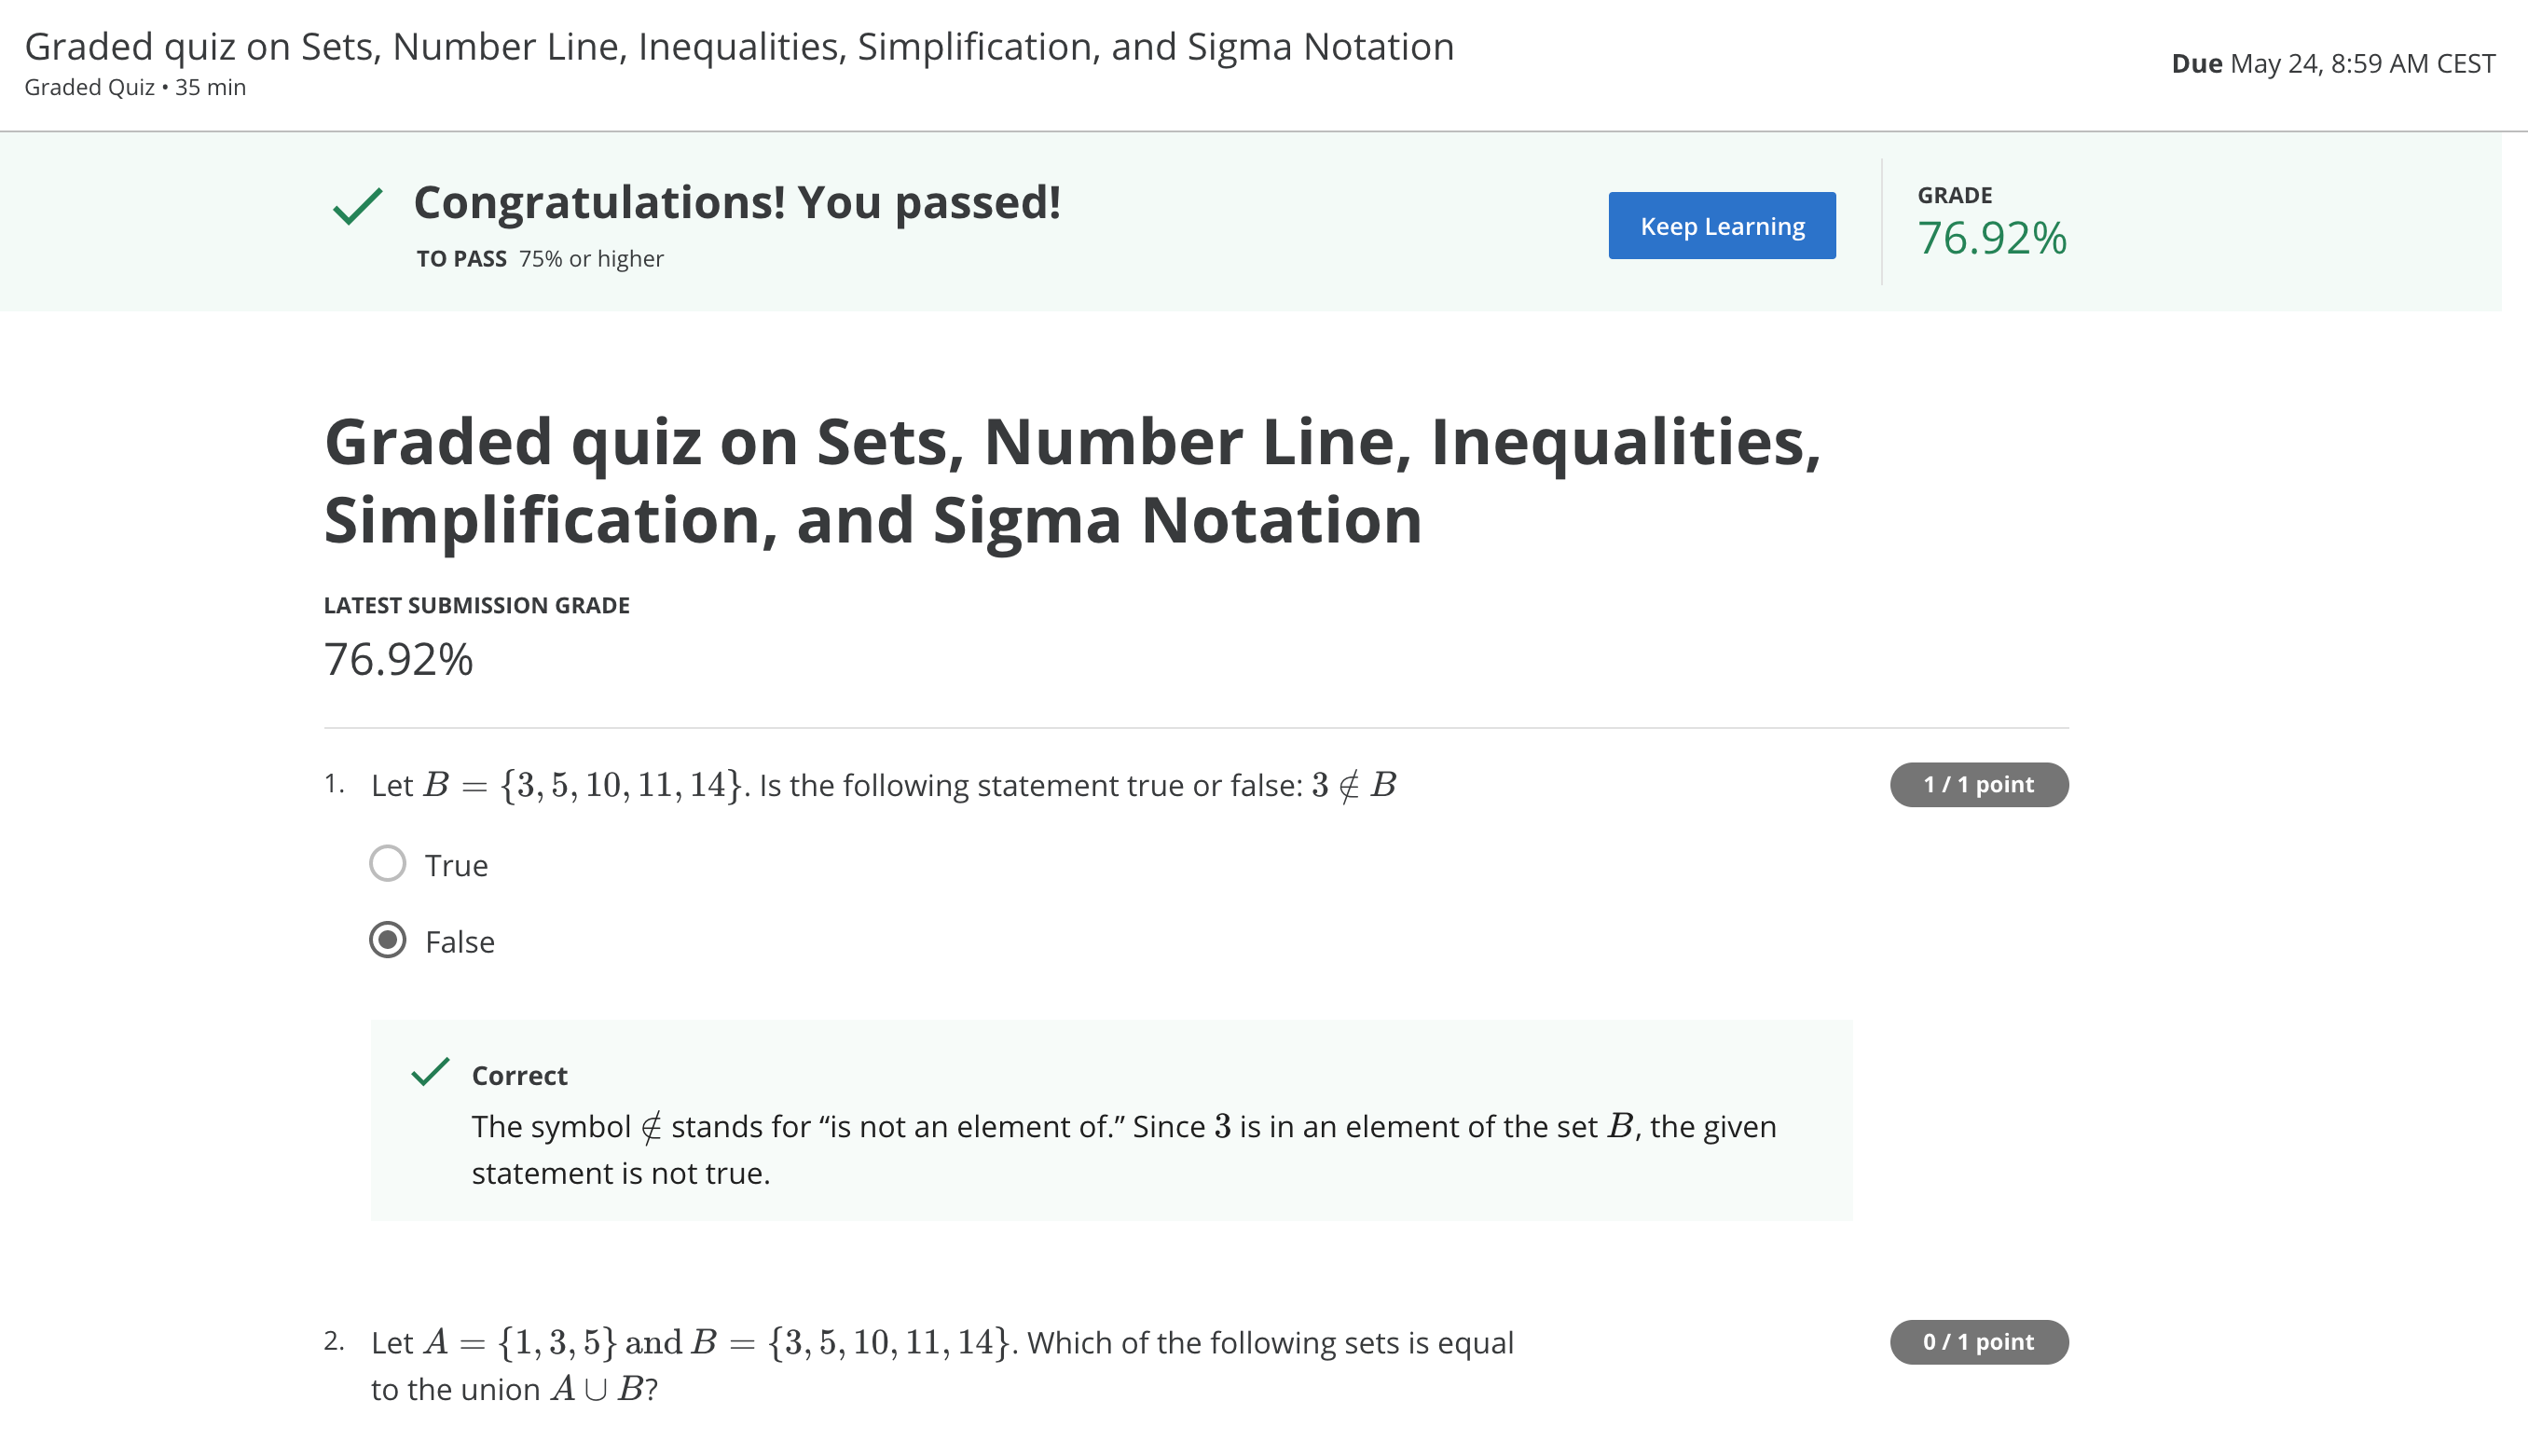 Graded quiz on Sets, Number Line, Inequalities, Simplification, and Sigma Notation
Graded Quiz • 35 min
Due May 24, 8:59 AM CEST
Congratulations! You passed!
TO PASS 75% or higher
Keep Learning
GRADE
76.92%
Graded quiz on Sets, Number Line, Inequalities,
Simplification, and Sigma Notation
LATEST SUBMISSION GRADE
76.92%
1. Let B = {3, 5, 10, 11, 14}. Is the following statement true or false: 3 ∉ B
1 / 1 point
True
False
Correct
The symbol ∉ stands for “is not an element of.” Since 3 is in an element of the set B, the given
statement is not true.
2. Let A = {1, 3, 5} and B = {3, 5, 10, 11, 14}. Which of the following sets is equal
to the union A ∪ B?
0 / 1 point